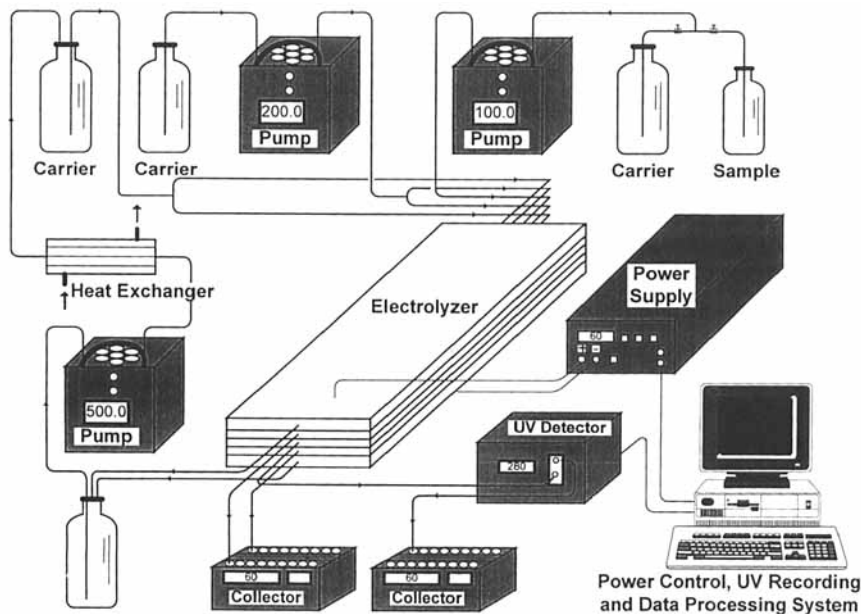 200.0
Pump
100.0
Pump
Carrier
Carrier
Carrier
Sample
Heat Exchanger
Electrolyzer
Power
Supply
60
500.0
Pump
UV Detector
280
60
Collector
60
Collector
Power Control, UV Recording
and Data Processing System